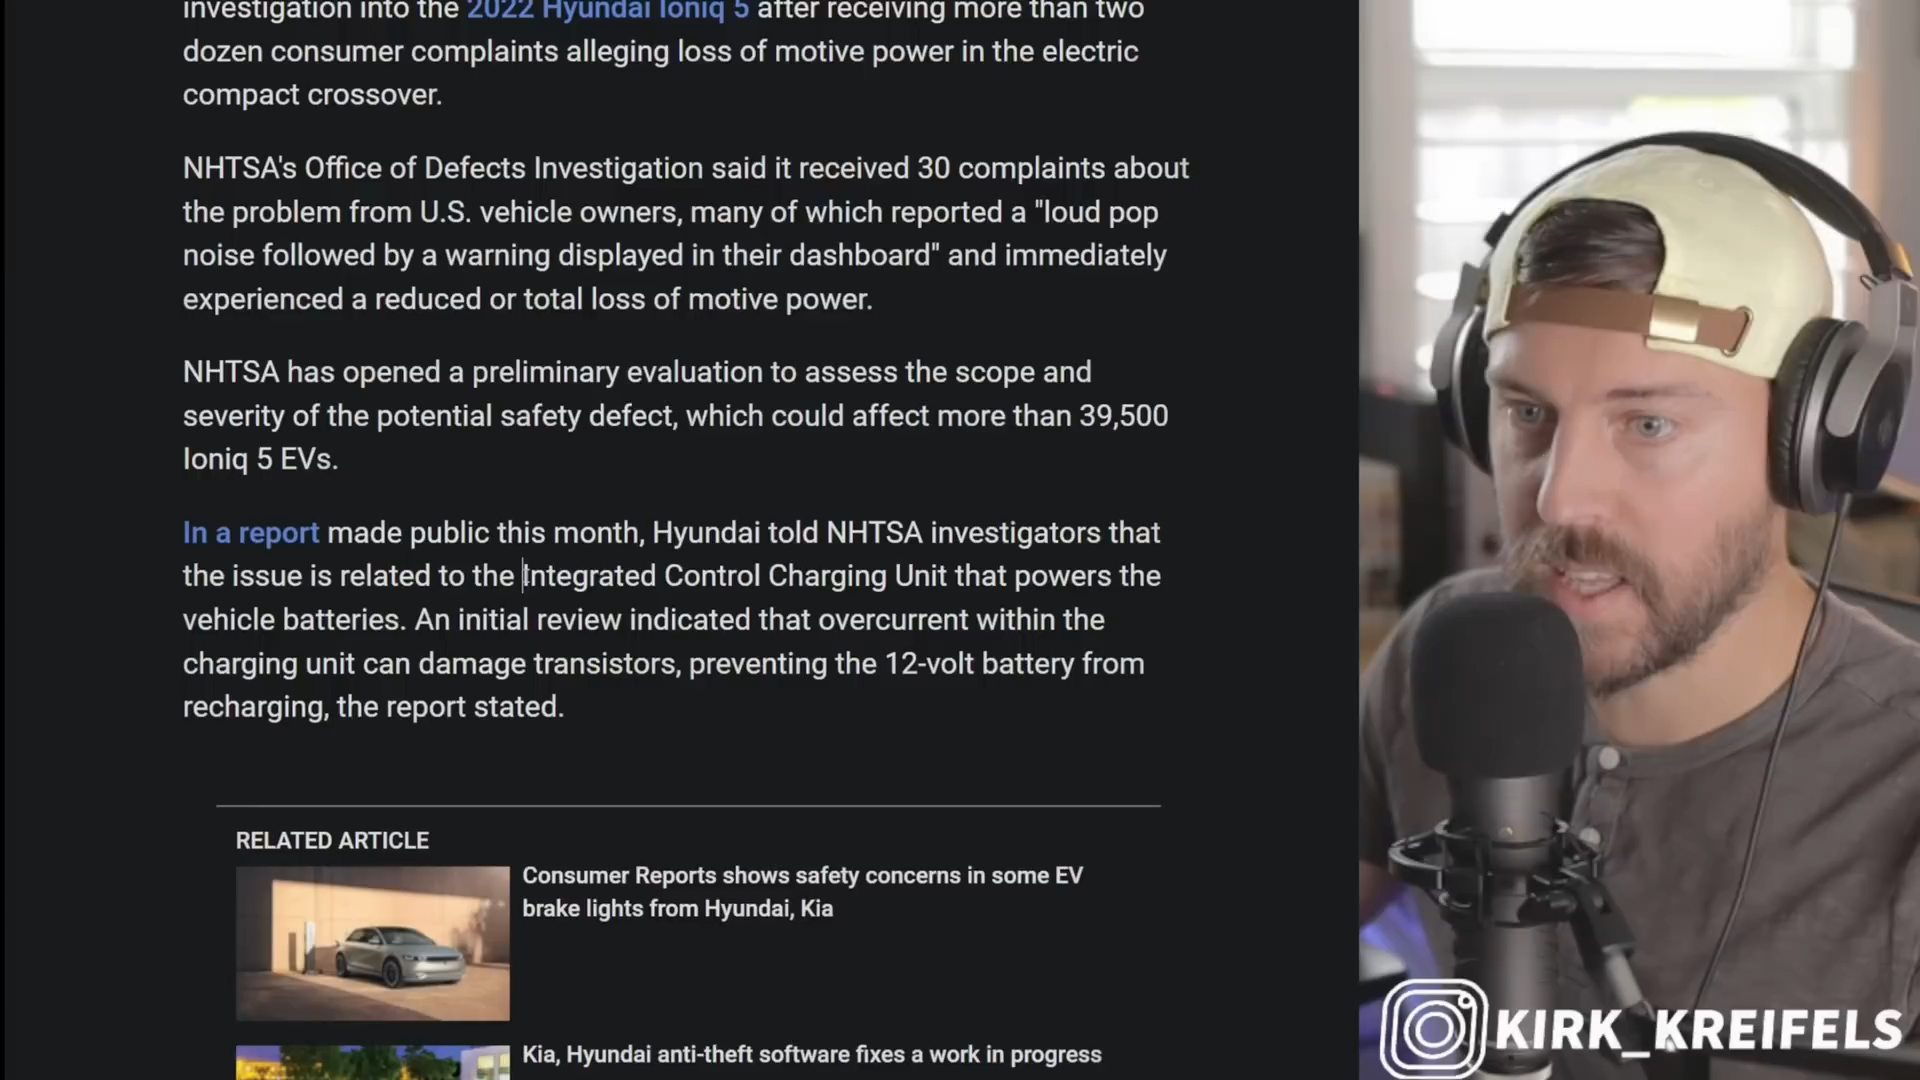 investigation into the 2022 Hyundai Ioniq 5 after receiving more than two
dozen consumer complaints alleging loss of motive power in the electric
compact crossover.
NHTSA's Office of Defects Investigation said it received 30 complaints about
the problem from U.S. vehicle owners, many of which reported a "loud pop
noise followed by a warning displayed in their dashboard" and immediately
experienced a reduced or total loss of motive power.
NHTSA has opened a preliminary evaluation to assess the scope and
severity of the potential safety defect, which could affect more than 39,500
Ioniq 5 EVs.
In a report made public this month, Hyundai told NHTSA investigators that
the issue is related to the Integrated Control Charging Unit that powers the
vehicle batteries. An initial review indicated that overcurrent within the
charging unit can damage transistors, preventing the 12-volt battery from
recharging, the report stated.
RELATED ARTICLE
Consumer Reports shows safety concerns in some EV
brake lights from Hyundai, Kia
Kia, Hyundai anti-theft software fixes a work in progress
KIRK_KREIFELS